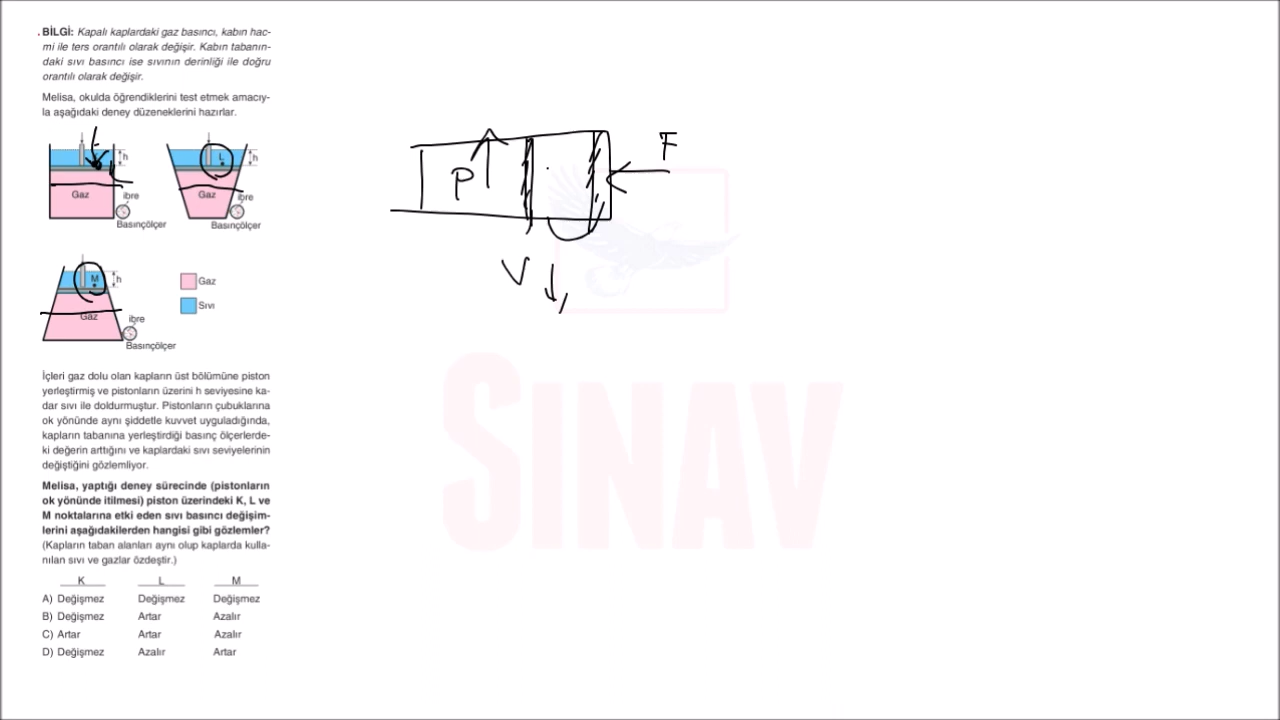 . BİLGİ: Kapalı kaplardaki gaz basıncı, kabın hac-
mi ile ters orantılı olarak değişir. Kabın tabanın-
daki sıvı basıncı ise sıvının derinliği ile doğru
orantılı olarak değişir.
Melisa, okulda öğrendiklerini test etmek amacıy-
la aşağıdaki deney düzeneklerini hazırlar.
h
L
h
Gaz
ibre
Gaz
ibre
Basınçölçer
Basınçölçer
P
F
V
M
h
Gaz
ibre
Basınçölçer
Gaz
Sıvı
İçleri gaz dolu olan kapların üst bölümüne piston
yerleştirmiş ve pistonların üzerini h seviyesine ka-
dar sıvı ile doldurmuştur. Pistonların çubuklarına
ok yönünde aynı şiddetle kuvvet uyguladığında,
kapların tabanına yerleştirdiği basınç ölçerlerde-
ki değerin arttığını ve kaplardaki sıvı seviyelerinin
değiştiğini gözlemliyor.
Melisa, yaptığı deney sürecinde (pistonların
ok yönünde itilmesi) piston üzerindeki K, L ve
M noktalarına etki eden sıvı basıncı değişim-
lerini aşağıdakilerden hangisi gibi gözlemler?
(Kapların taban alanları aynı olup kaplarda kulla-
nılan sıvı ve gazlar özdeştir.)
K L M
A) Değişmez Değişmez Değişmez
B) Değişmez Artar Azalır
C) Artar Artar Azalır
D) Değişmez Azalır Artar
SINAV